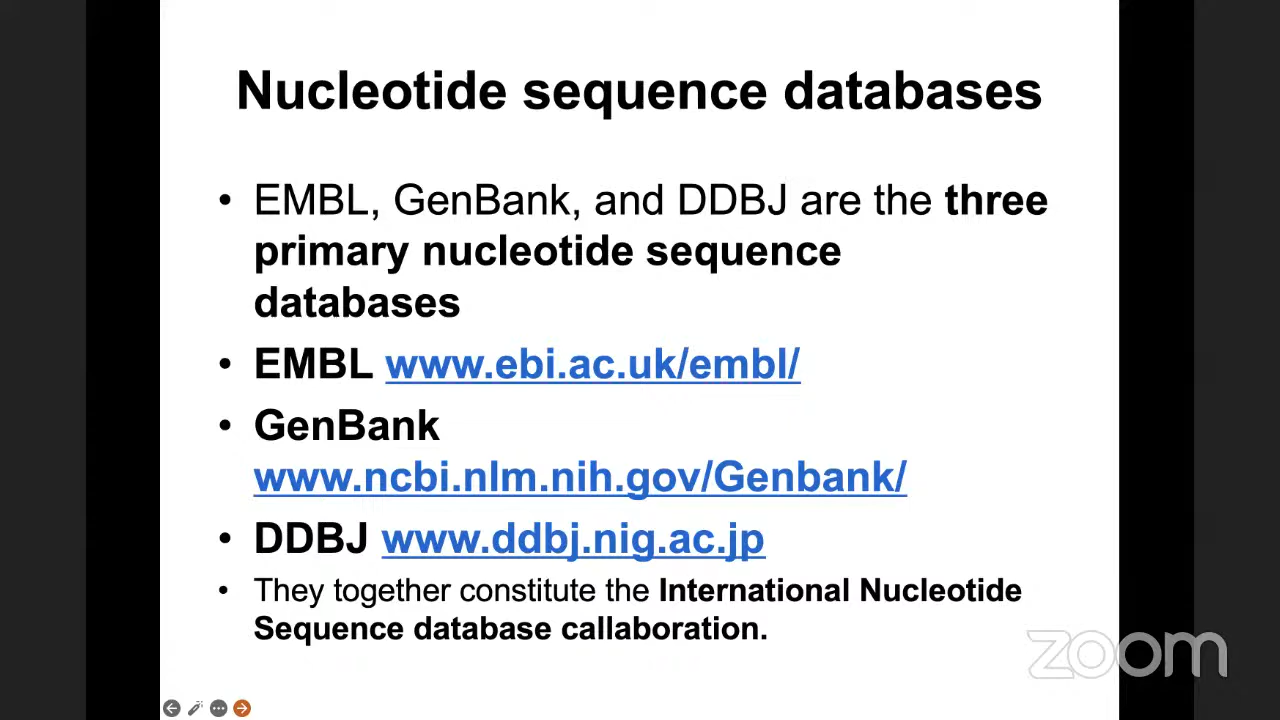 Nucleotide sequence databases
• EMBL, GenBank, and DDBJ are the three
primary nucleotide sequence
databases
• EMBL www.ebi.ac.uk/embl/
• GenBank
www.ncbi.nlm.nih.gov/Genbank/
• DDBJ www.ddbj.nig.ac.jp
• They together constitute the International Nucleotide
Sequence database callaboration.
zoom